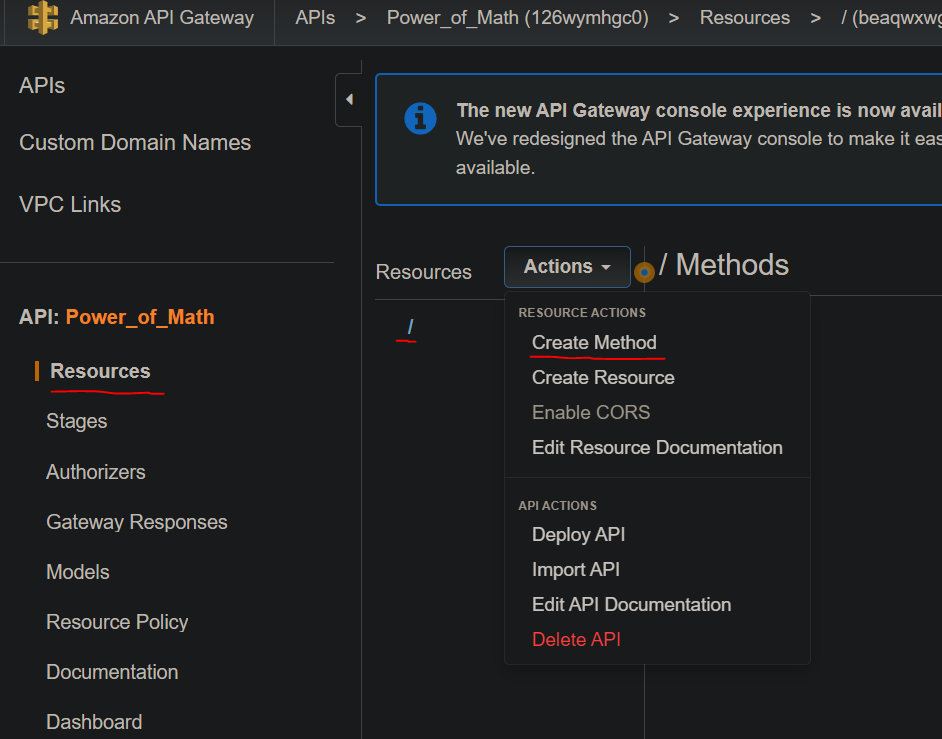 Amazon API Gateway
APIs > Power_of_Math (126wymhgc0) > Resources > / (beaqwxwg
APIs
Custom Domain Names
VPC Links
The new API Gateway console experience is now avail
We've redesigned the API Gateway console to make it eas
available.
API: Power_of_Math
Resources
Stages
Authorizers
Gateway Responses
Models
Resource Policy
Documentation
Dashboard
Resources
Actions
/ Methods
/
RESOURCE ACTIONS
Create Method
Create Resource
Enable CORS
Edit Resource Documentation
API ACTIONS
Deploy API
Import API
Edit API Documentation
Delete API